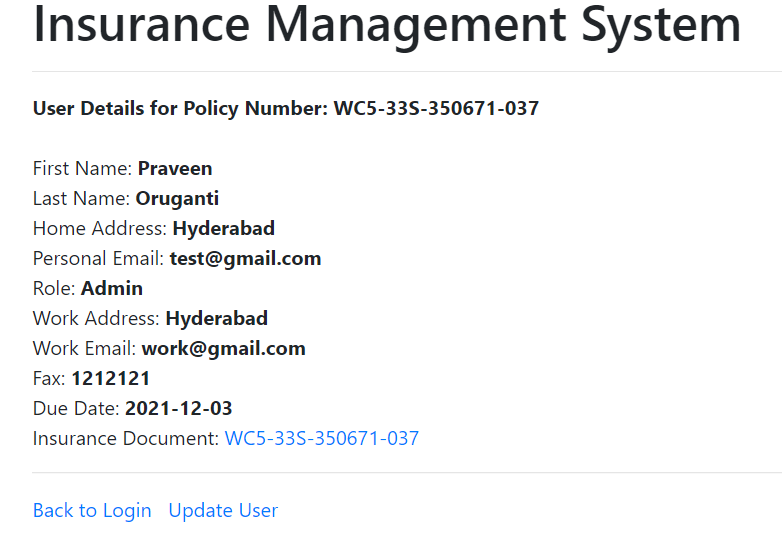 Insurance Management System
User Details for Policy Number: WC5-33S-350671-037
First Name: Praveen
Last Name: Oruganti
Home Address: Hyderabad
Personal Email: test@gmail.com
Role: Admin
Work Address: Hyderabad
Work Email: work@gmail.com
Fax: 1212121
Due Date: 2021-12-03
Insurance Document: WC5-33S-350671-037
Back to Login Update User